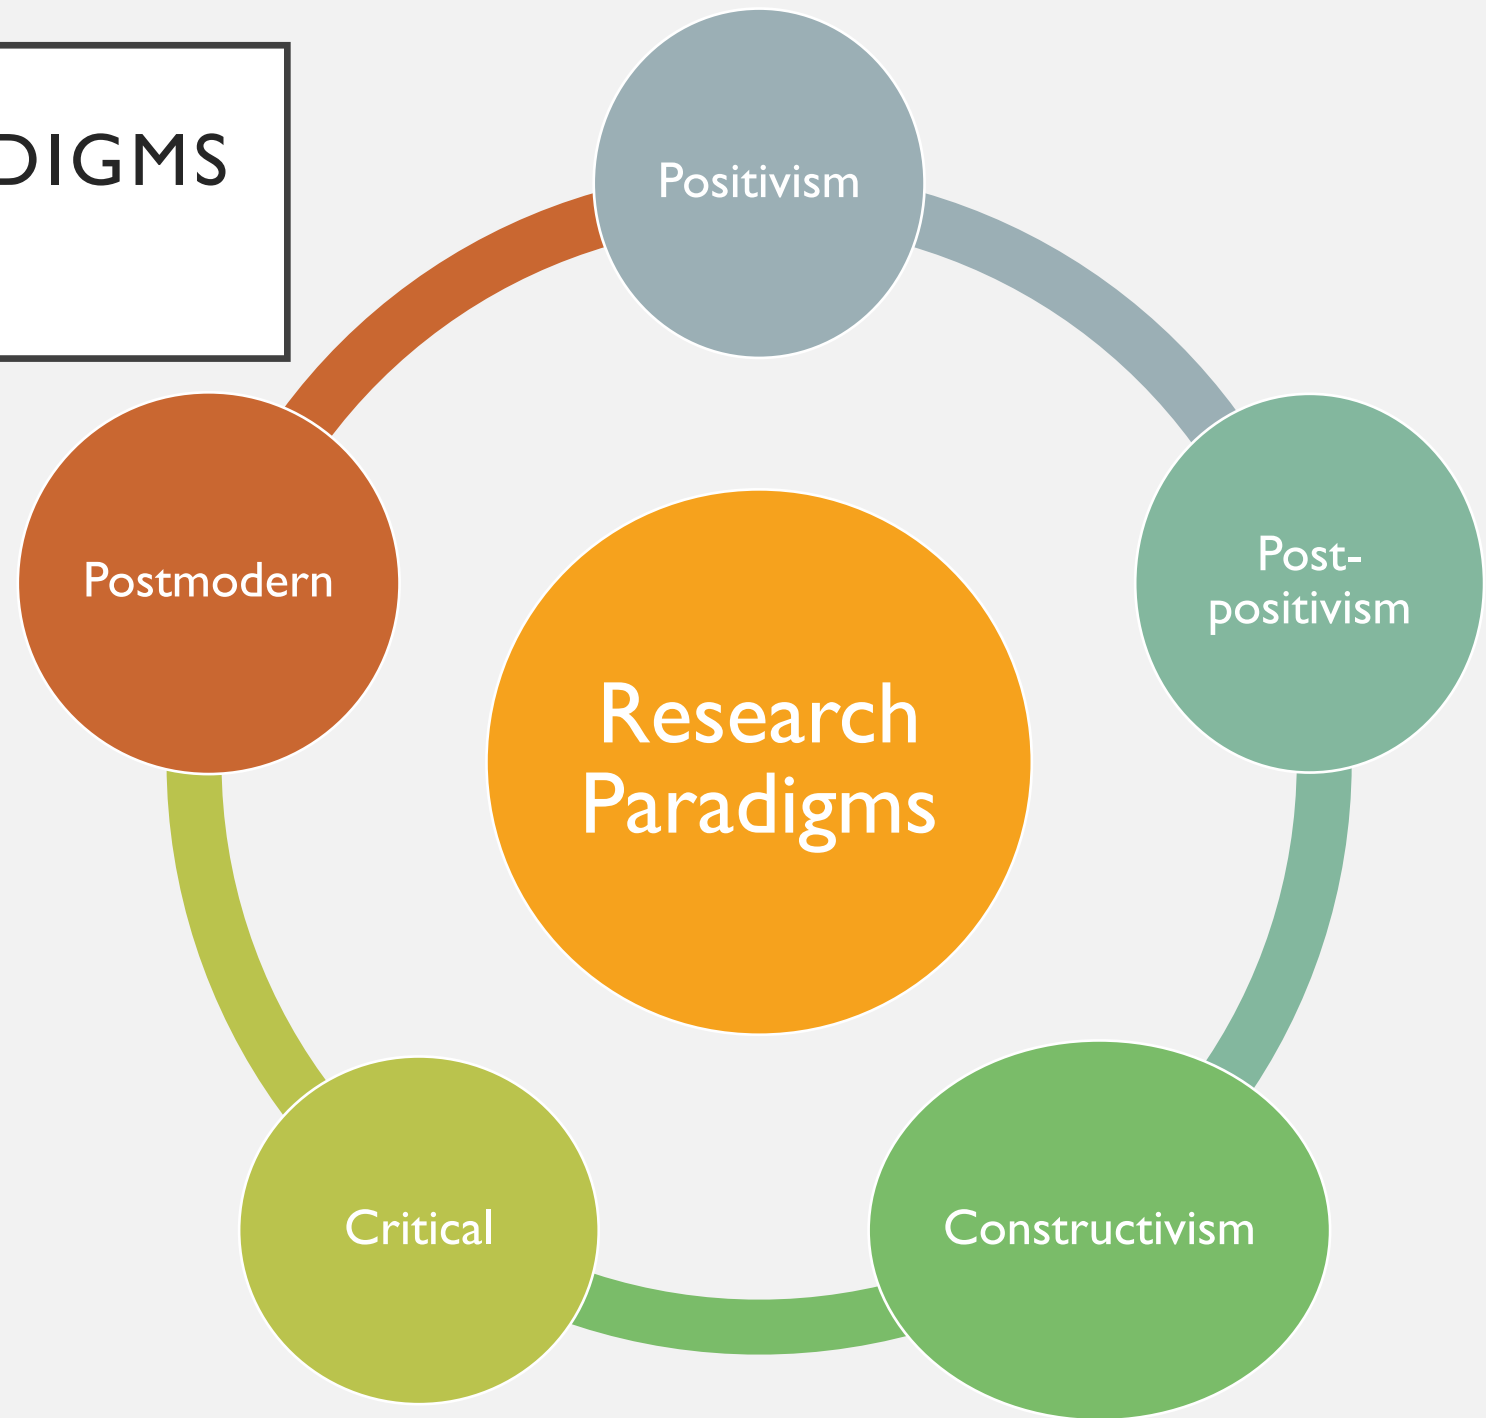 DIGMS
Positivism
Post-
positivism
Constructivism
Critical
Postmodern
Research
Paradigms